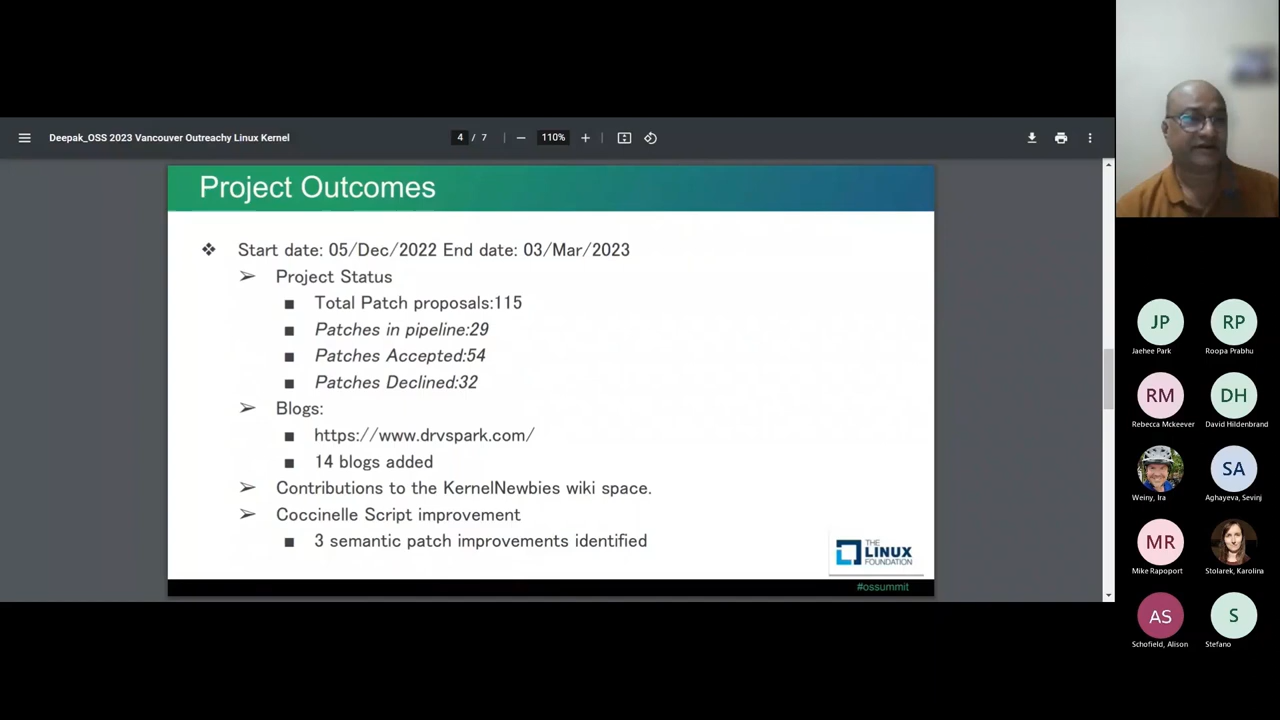 Deepak_OSS 2023 Vancouver Outreachy Linux Kernel
4 / 7
110%
Project Outcomes
❖ Start date: 05/Dec/2022 End date: 03/Mar/2023
➢ Project Status
■ Total Patch proposals:115
■ Patches in pipeline:29
■ Patches Accepted:54
■ Patches Declined:32
➢ Blogs:
■ https://www.drvspark.com/
■ 14 blogs added
➢ Contributions to the KernelNewbies wiki space.
➢ Coccinelle Script improvement
■ 3 semantic patch improvements identified
THE
LINUX
FOUNDATION
#ossummit
JP
RP
Jaehee Park
Roopa Prabhu
RM
DH
Rebecca Mckeever
David Hildenbrand
SA
Weiny, Ira
Aghayeva, Sevinj
MR
Mike Rapoport
Stolarek, Karolina
AS
S
Schofield, Alison
Stefano